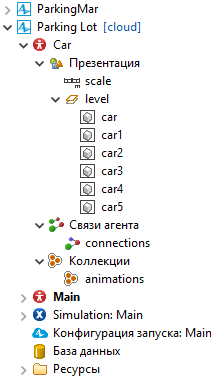 ParkingMar
Parking Lot [cloud]
Car
Презентация
scale
level
car
car1
car2
car3
car4
car5
Связи агента
connections
Коллекции
animations
Main
Simulation: Main
Конфигурация запуска: Main
База данных
Ресурсы